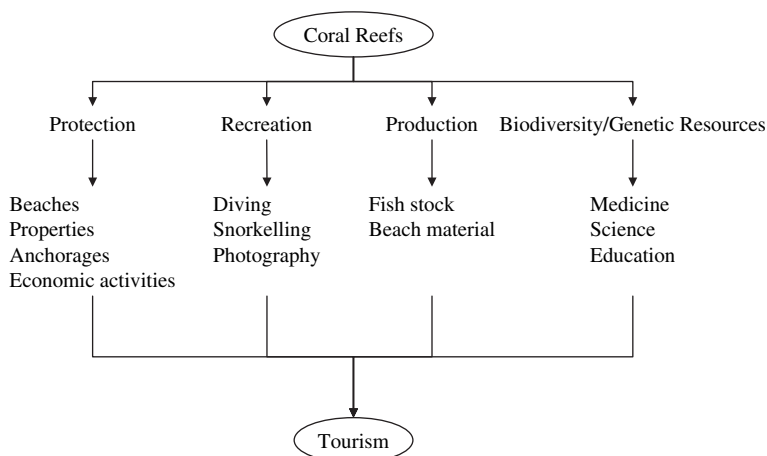 Coral Reefs
Protection
Recreation
Production
Biodiversity/Genetic Resources
Beaches
Properties
Anchorages
Economic activities
Diving
Snorkelling
Photography
Fish stock
Beach material
Medicine
Science
Education
Tourism